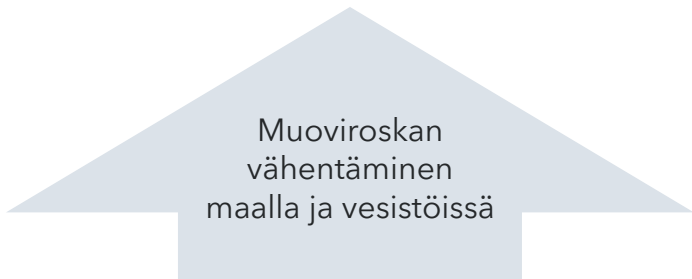 Muoviroskan
vähentäminen
maalla ja vesistöissä